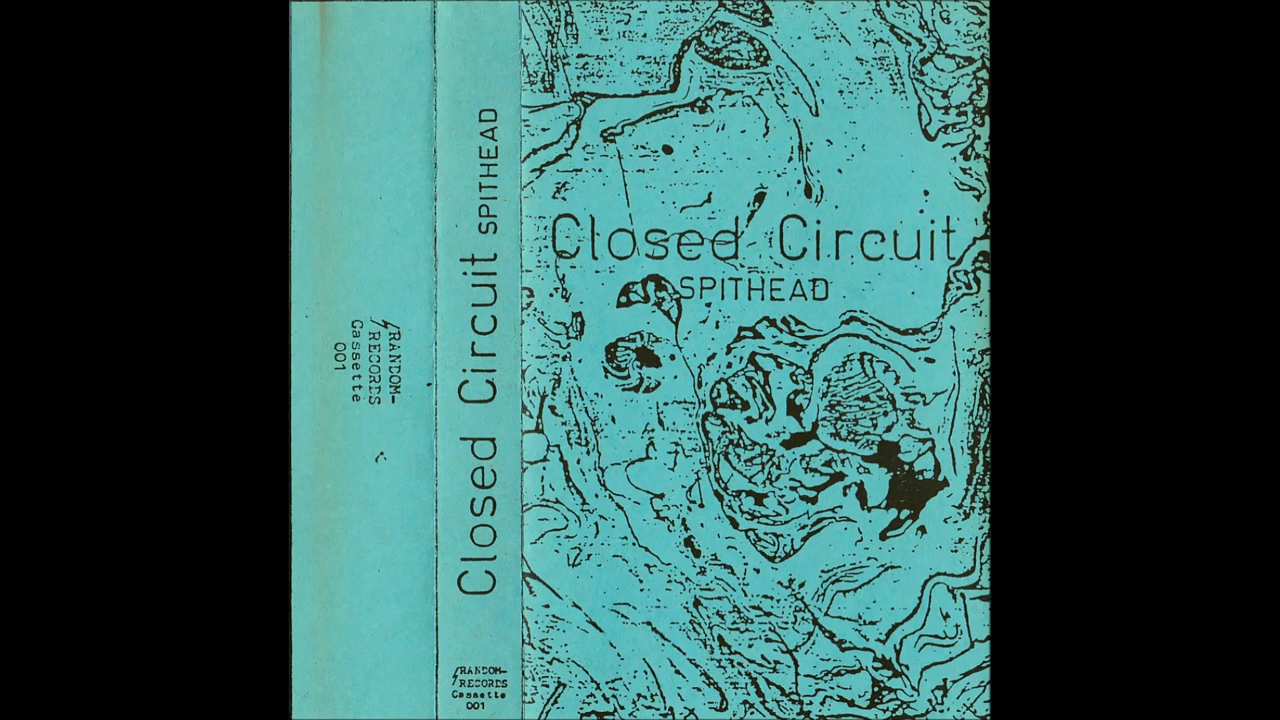 RANDOM-
RECORDS
Cassette
001
Closed Circuit SPITHEAD
RANDOM-
RECORDS
Cassette
001
Closed Circuit
SPITHEAD